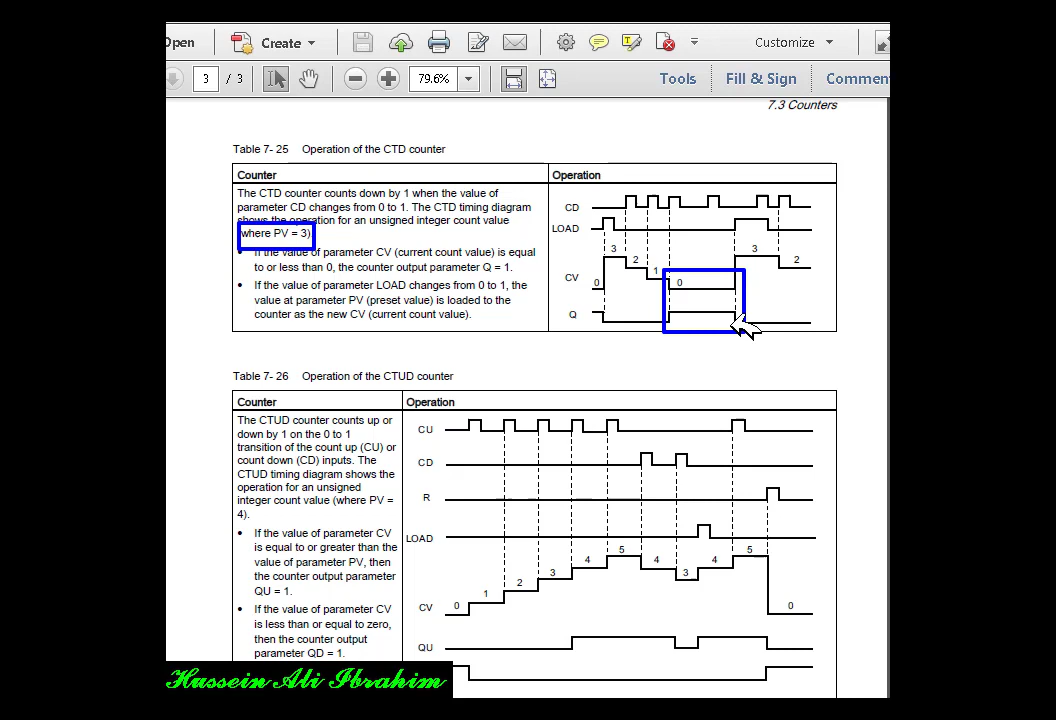 Open
Create
Customize
3 / 3
79.6%
Tools
Fill & Sign
Commen
7.3 Counters
Table 7- 25 Operation of the CTD counter
Counter
Operation
The CTD counter counts down by 1 when the value of
parameter CD changes from 0 to 1. The CTD timing diagram
shows the operation for an unsigned integer count value
where PV = 3)
• If the value of parameter CV (current count value) is equal
to or less than 0, the counter output parameter Q = 1.
• If the value of parameter LOAD changes from 0 to 1, the
value at parameter PV (preset value) is loaded to the
counter as the new CV (current count value).
CD
LOAD
3
3
2
2
1
CV
0
0
Q
Table 7- 26 Operation of the CTUD counter
Counter
Operation
The CTUD counter counts up or
down by 1 on the 0 to 1
transition of the count up (CU) or
count down (CD) inputs. The
CTUD timing diagram shows the
operation for an unsigned
integer count value (where PV =
4).
• If the value of parameter CV
is equal to or greater than the
value of parameter PV, then
the counter output parameter
QU = 1.
• If the value of parameter CV
is less than or equal to zero,
then the counter output
parameter QD = 1.
CU
CD
R
LOAD
5
5
4
4
4
3
3
2
1
CV
0
0
QU
Hussein Ali Ibrahim